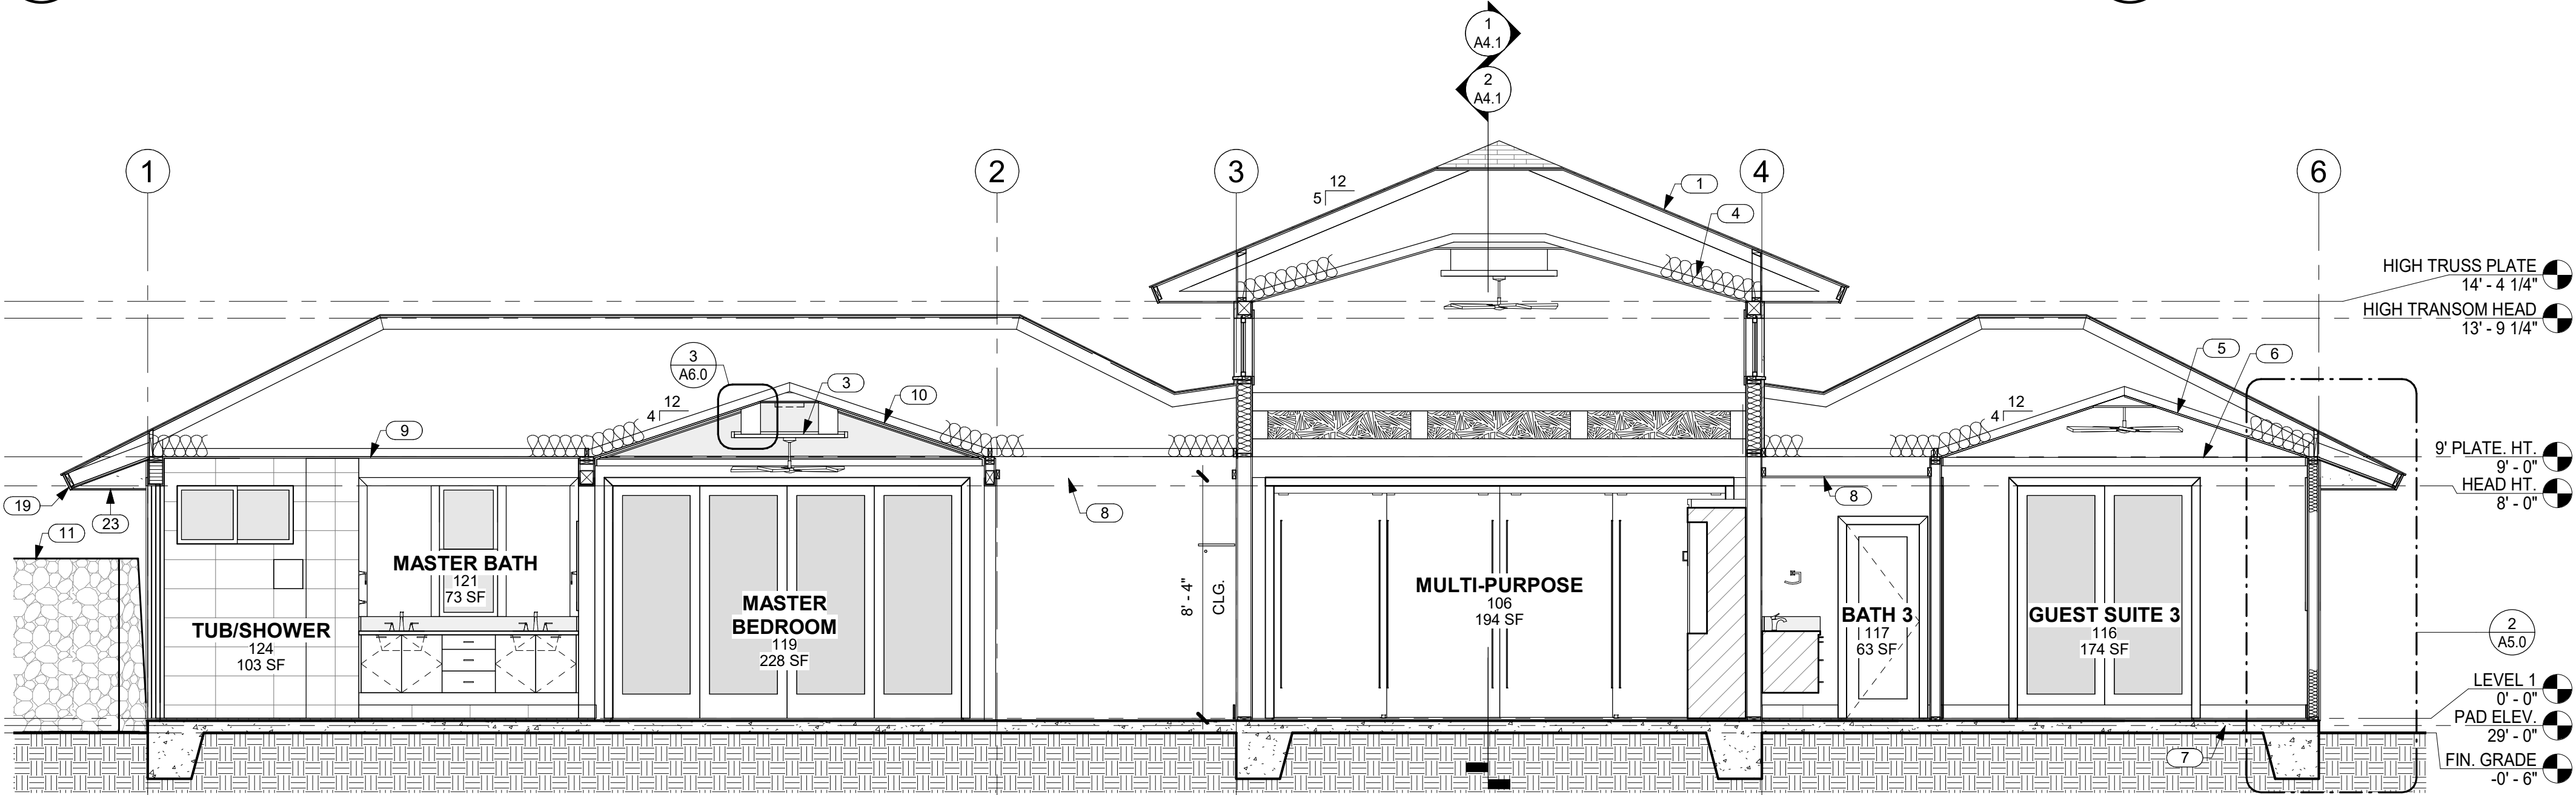 1
A4.1
2
A4.1
1
2
3
4
6
12
5
1
4
HIGH TRUSS PLATE
14' - 4 1/4"
HIGH TRANSOM HEAD
13' - 9 1/4"
3
A6.0
3
10
12
4
9
5
6
12
4
9' PLATE. HT.
9' - 0"
HEAD HT.
8' - 0"
19
23
11
8
8
8' - 4"
CLG.
MASTER BATH
121
73 SF
TUB/SHOWER
124
103 SF
MASTER
BEDROOM
119
228 SF
MULTI-PURPOSE
106
194 SF
BATH 3
117
63 SF
GUEST SUITE 3
116
174 SF
2
A5.0
LEVEL 1
0' - 0"
PAD ELEV.
29' - 0"
7
FIN. GRADE
-0' - 6"